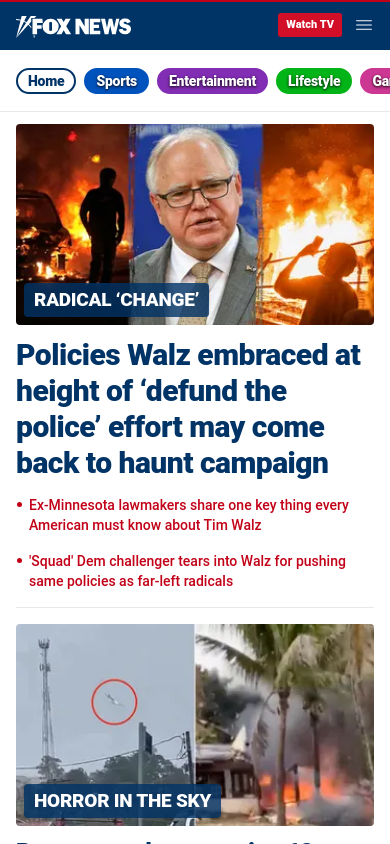 FOX NEWS
Watch TV
Home
Sports
Entertainment
Lifestyle
RADICAL ‘CHANGE’
Policies Walz embraced at
height of ‘defund the
police’ effort may come
back to haunt campaign
Ex-Minnesota lawmakers share one key thing every
American must know about Tim Walz
'Squad' Dem challenger tears into Walz for pushing
same policies as far-left radicals
HORROR IN THE SKY